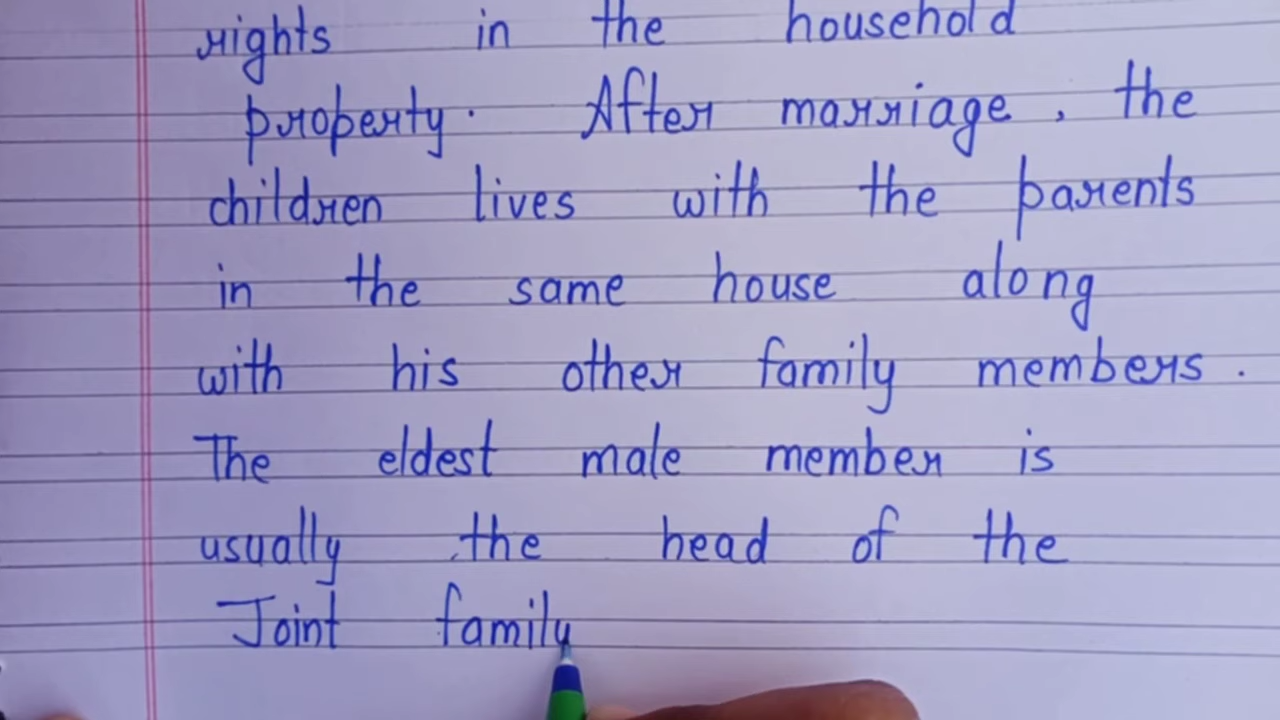 rights in the household
property. After marriage, the
children lives with the parents
in the same house along
with his other family members.
The eldest male member is
usually the head of the
Joint family